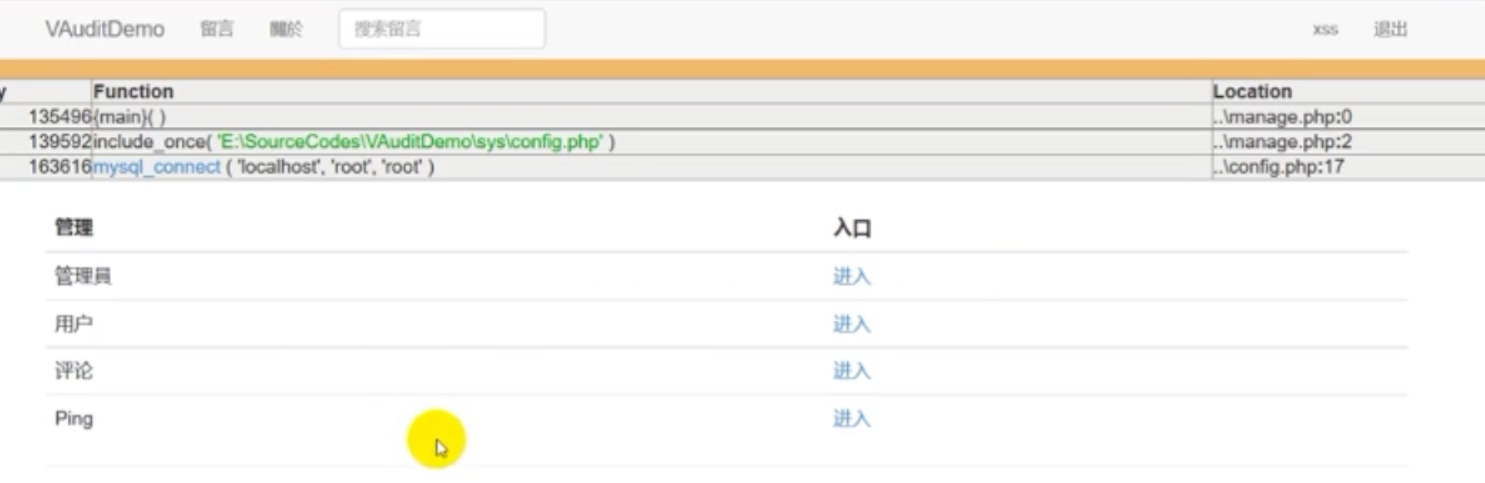 VAuditDemo 留言 關於 搜索留言 xss 退出
y Function Location
135496 {main}( ) ..\manage.php:0
139592 include_once( 'E:\SourceCodes\VAuditDemo\sys\config.php' ) ..\manage.php:2
163616 mysql_connect ( 'localhost', 'root', 'root' ) ..\config.php:17
管理 入口
管理員 进入
用户 进入
评论 进入
Ping 进入